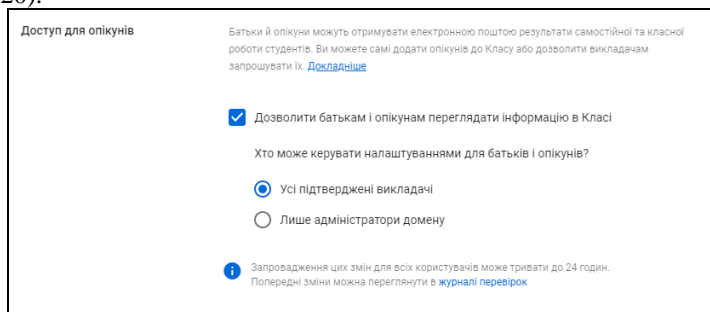 20).
Доступ для опікунів
Батьки й опікуни можуть отримувати електронною поштою результати самостійної та класної
роботи студентів. Ви можете самі додати опікунів до Класу або дозволити викладачам
запрошувати їх. Докладніше
Дозволити батькам і опікунам переглядати інформацію в Класі
Хто може керувати налаштуваннями для батьків і опікунів?
Усі підтверджені викладачі
Лише адміністратори домену
Запровадження цих змін для всіх користувачів може тривати до 24 годин.
Попередні зміни можна переглянути в журналі перевірок